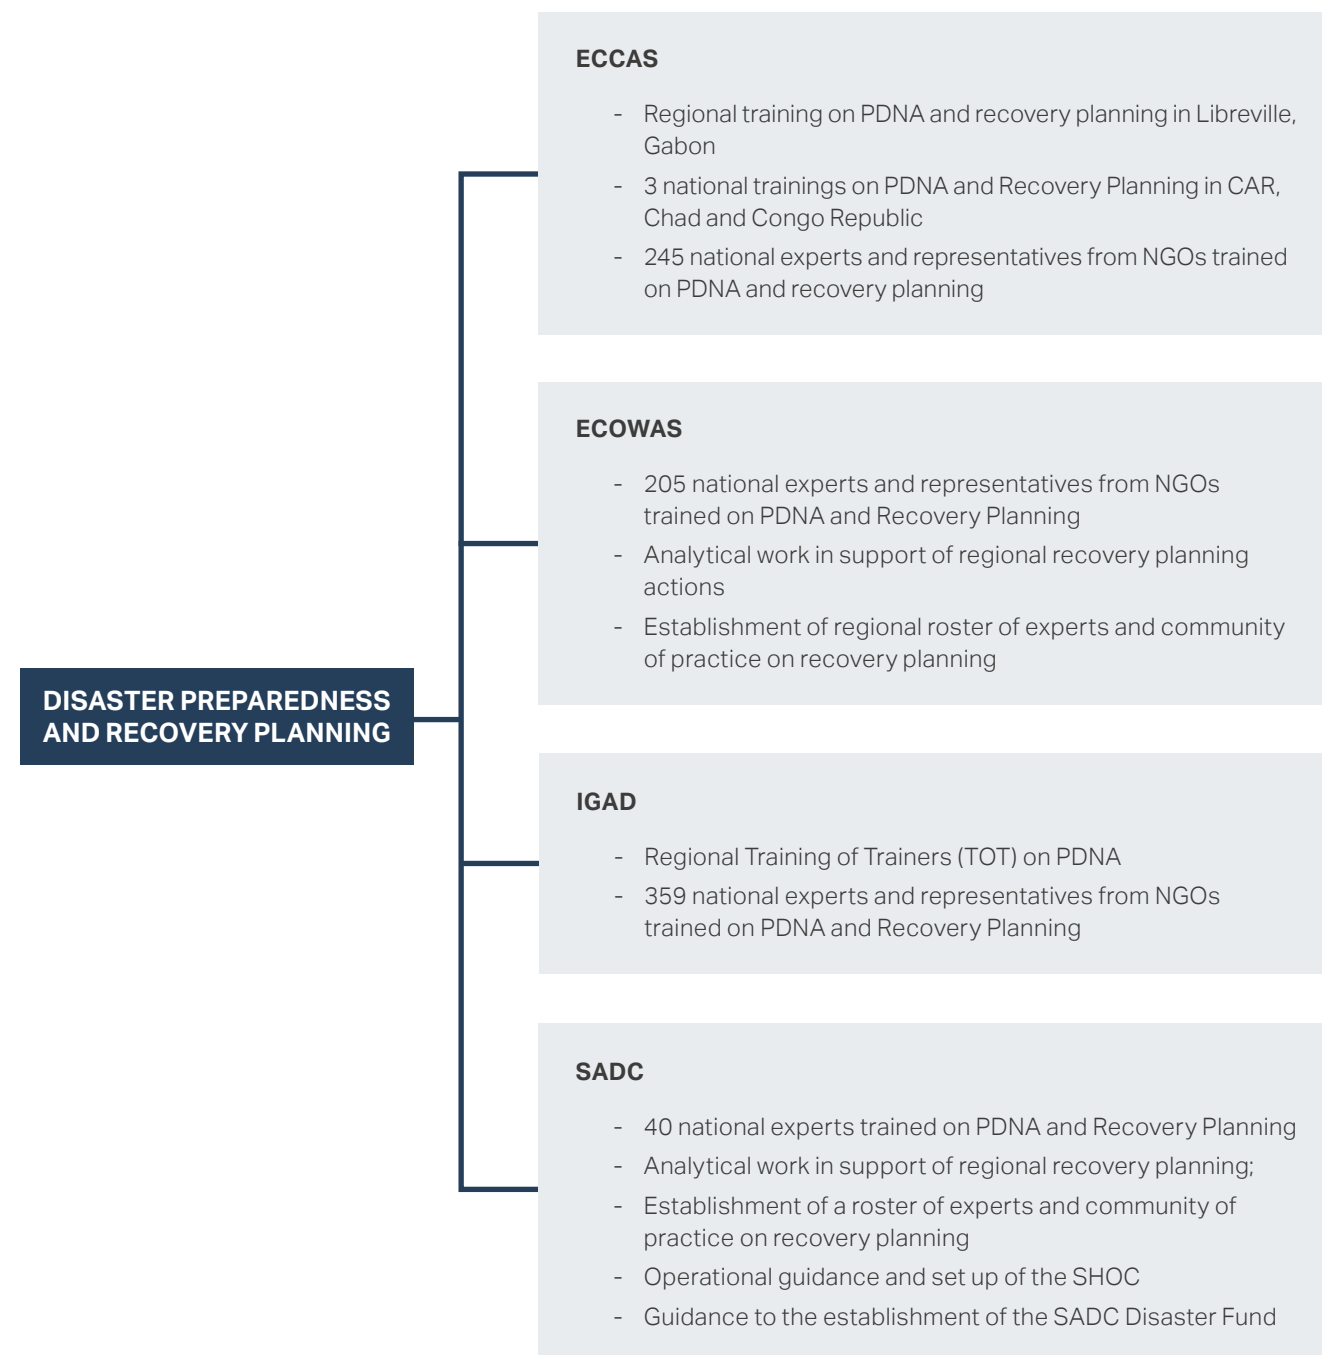 ECCAS
- Regional training on PDNA and recovery planning in Libreville,
Gabon
- 3 national trainings on PDNA and Recovery Planning in CAR,
Chad and Congo Republic
- 245 national experts and representatives from NGOs trained
on PDNA and recovery planning
ECOWAS
- 205 national experts and representatives from NGOs
trained on PDNA and Recovery Planning
- Analytical work in support of regional recovery planning
actions
- Establishment of regional roster of experts and community
of practice on recovery planning
DISASTER PREPAREDNESS
AND RECOVERY PLANNING
IGAD
- Regional Training of Trainers (TOT) on PDNA
- 359 national experts and representatives from NGOs
trained on PDNA and Recovery Planning
SADC
- 40 national experts trained on PDNA and Recovery Planning
- Analytical work in support of regional recovery planning;
- Establishment of a roster of experts and community of
practice on recovery planning
- Operational guidance and set up of the SHOC
- Guidance to the establishment of the SADC Disaster Fund